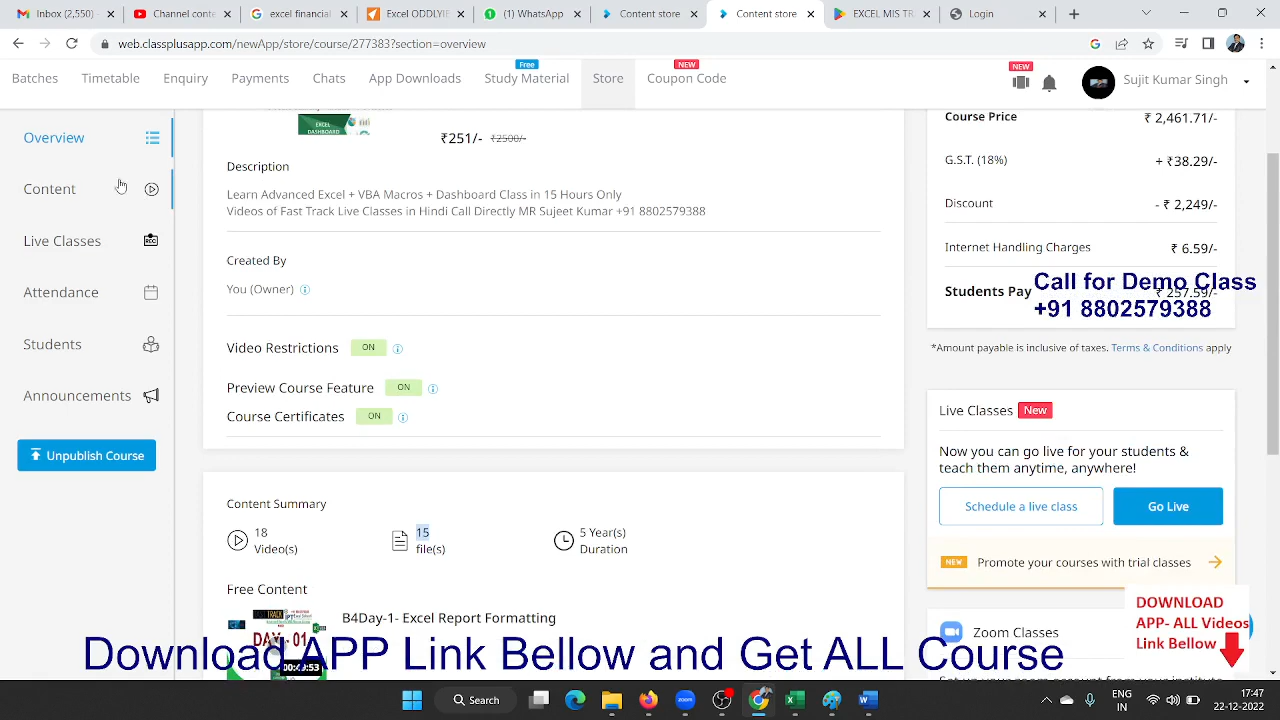 Inbox (2,550)
Content curati
excel financial
Excel ODDLYIE
(1) WhatsApp
Content store
Content store
EXCEL MIS TR
Login
web.classplusapp.com/newApp/store/course/277383?section=overview
Free
NEW
NEW
Batches
Timetable
Enquiry
Payments
Chats
App Downloads
Study Material
Store
Coupon Code
Sujit Kumar Singh
Overview
Content
Live Classes
Attendance
Students
Announcements
Unpublish Course
EXCEL
DASHBOARD
₹251/- ₹2500/-
Description
Learn Advanced Excel + VBA Macros + Dashboard Class in 15 Hours Only
Videos of Fast Track Live Classes in Hindi Call Directly MR Sujeet Kumar +91 8802579388
Created By
You (Owner)
Video Restrictions ON
Preview Course Feature ON
Course Certificates ON
Content Summary
18
Video(s)
15
file(s)
5 Year(s)
Duration
Free Content
B4Day-1- Excel Report Formatting
DAY - 01
Course Price ₹ 2,461.71/-
G.S.T. (18%) + ₹38.29/-
Discount - ₹ 2,249/-
Internet Handling Charges ₹ 6.59/-
Students Pay ₹ 257.59/-
Call for Demo Class
+91 8802579388
*Amount payable is inclusive of taxes. Terms & Conditions apply
Live Classes New
Now you can go live for your students &
teach them anytime, anywhere!
Schedule a live class
Go Live
NEW Promote your courses with trial classes
Zoom Classes
DOWNLOAD
APP- ALL Videos
Link Bellow
Download APP Link Bellow and Get ALL Course
Search
zoom
ENG
IN
17:47
22-12-2022